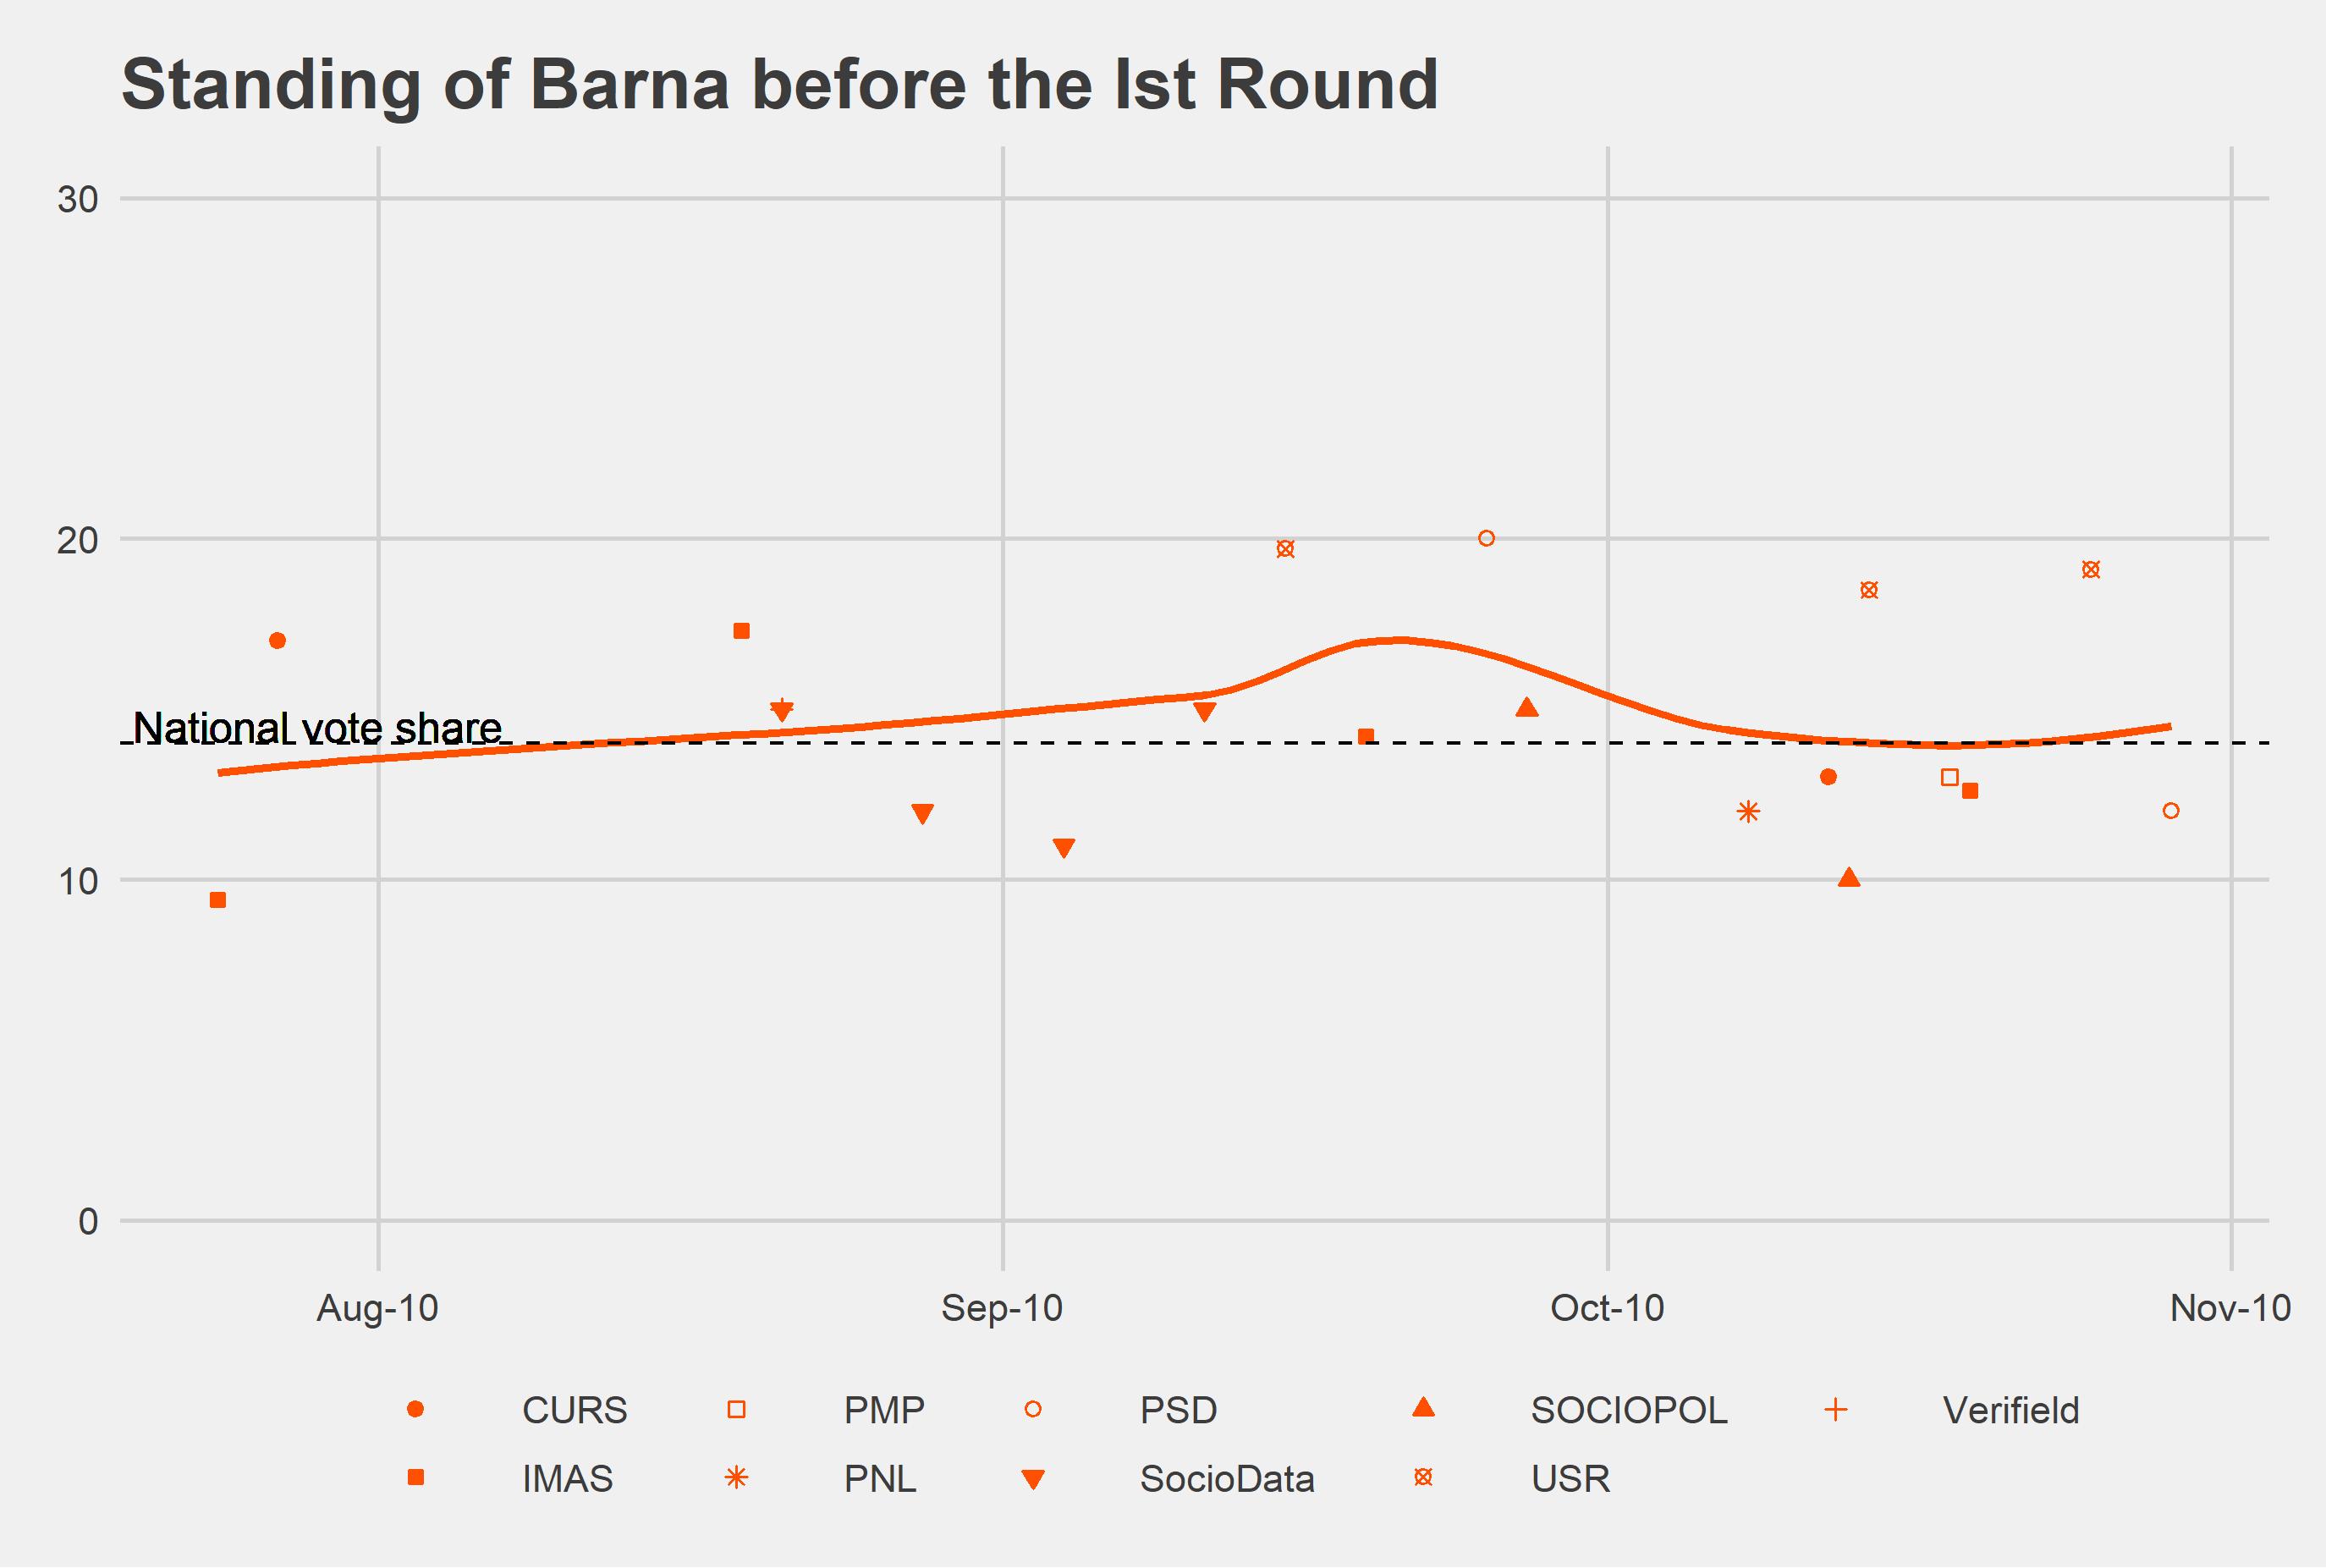 Standing of Barna before the Ist Round
30
20
National vote share
10
0
Aug-10 Sep-10 Oct-10 Nov-10
CURS PMP PSD SOCIOPOL Verifield
IMAS PNL SocioData USR